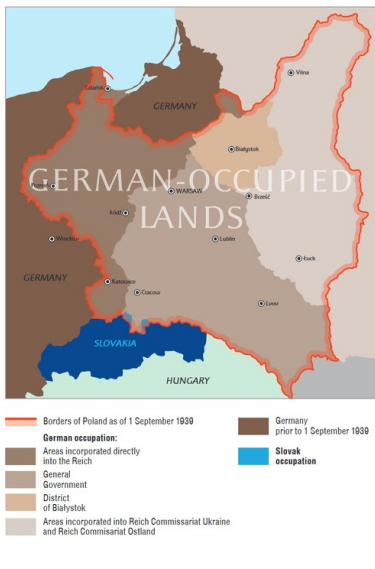 Gdańsk
Vilna
GERMANY
Białystok
GERMAN-OCCUPIED
LANDS
Poznań
WARSAW
Brześć
Łódź
Wrocław
Lublin
Łuck
GERMANY
Katowice
Cracow
Lvov
SLOVAKIA
HUNGARY
Borders of Poland as of 1 September 1939
German occupation:
Areas incorporated directly
into the Reich
General
Government
District
of Białystok
Areas incorporated into Reich Commissariat Ukraine
and Reich Commisariat Ostland
Germany
prior to 1 September 1939
Slovak
occupation